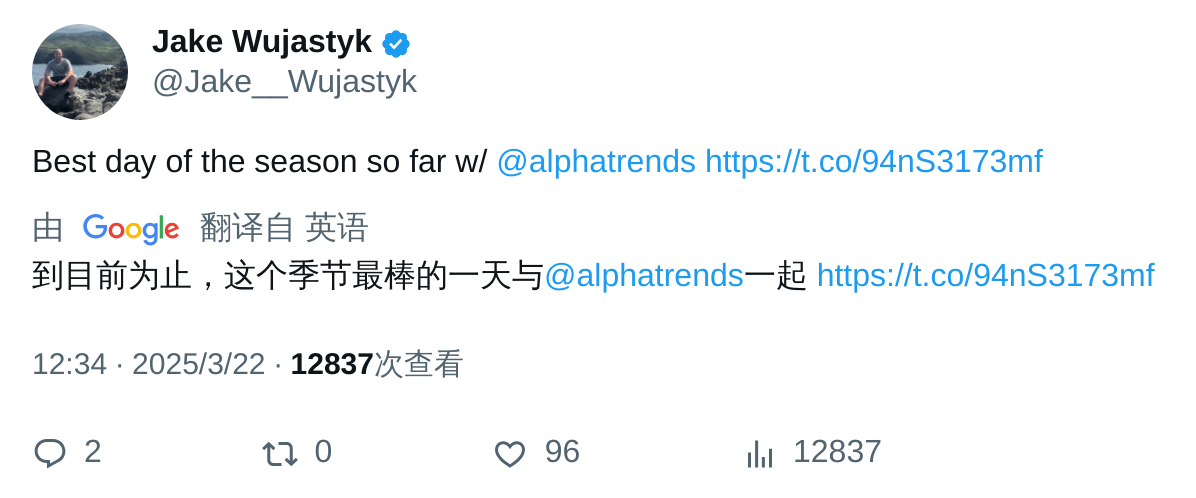 Jake Wujastyk
@Jake__Wujastyk
Best day of the season so far w/ @alphatrends https://t.co/94nS3173mf
由 Google 翻译自 英语
到目前为止，这个季节最棒的一天与@alphatrends一起 https://t.co/94nS3173mf
12:34 · 2025/3/22 · 12837次查看
2 0 96 12837